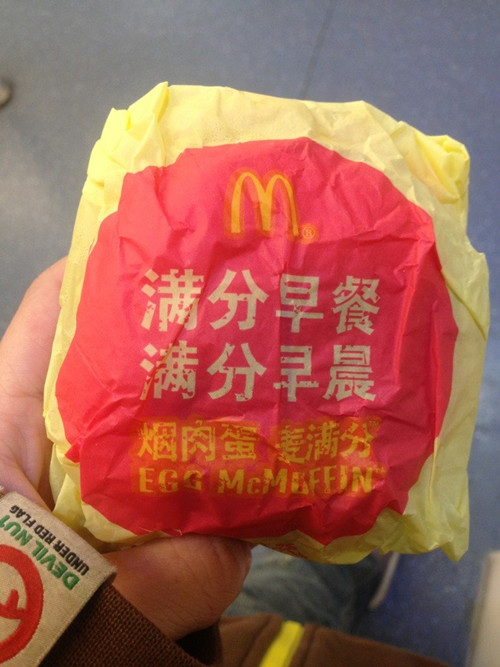 M®
满分早餐
满分早晨
烟肉蛋 麦满分
EGG McMUFFIN™
DEVIL NUT
UNDER RED FLAG